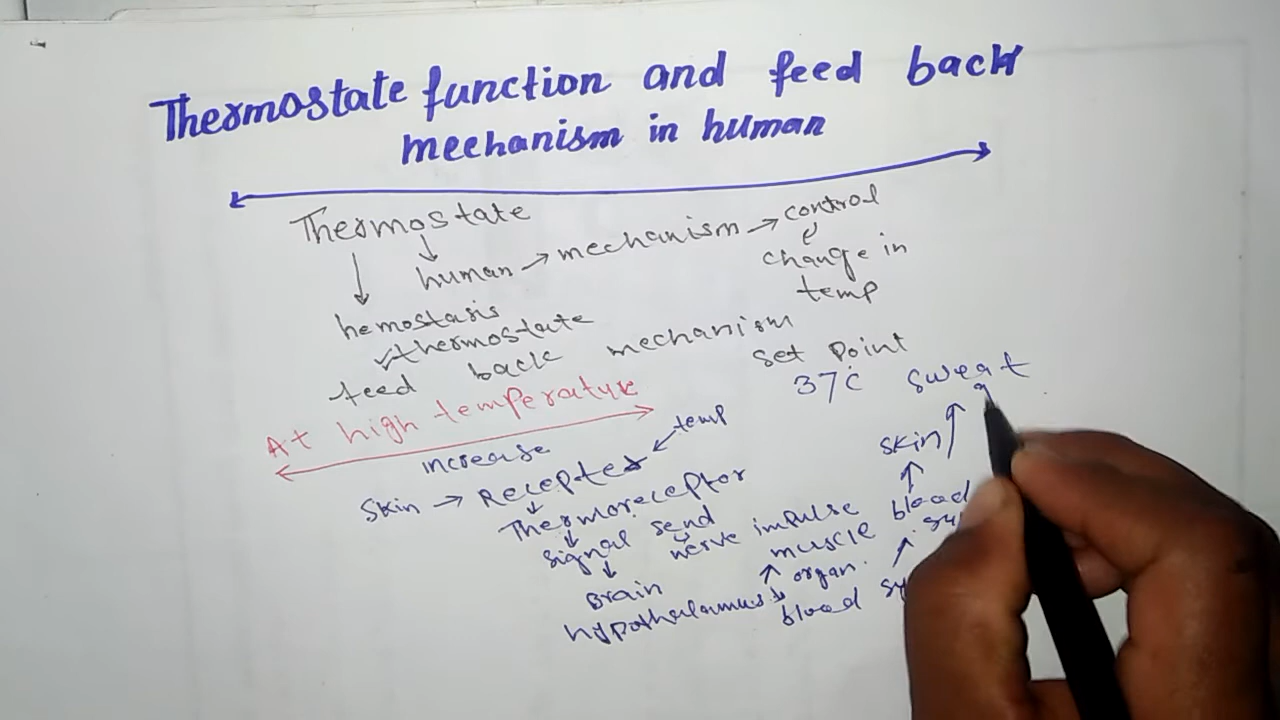 Thermostate function and feed back
mechanism in human
Thermostate
human → mechanism → control
change in
temp
hemostasis
thermostate
feed back mechanism
set point
37°c
At high temperature
increase
temp
skin → Recepter
Thermoreceptor
signal send
nerve impulse
Brain
hypothalamus
muscle
organ
blood
blood
skin
sweat